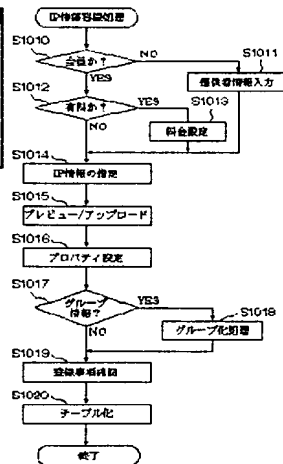 IP情報登録処理
S1010
会員か？
NO
S1011
YES
提供者情報入力
S1012
有料か？
YES
S1013
料金設定
NO
S1014
IP情報の指定
S1015
プレビュー/アップロード
S1016
プロパティ設定
S1017
グループ
情報？
YES
S1018
NO
グループ化処理
S1019
登録事項確認
S1020
テーブル化
終了